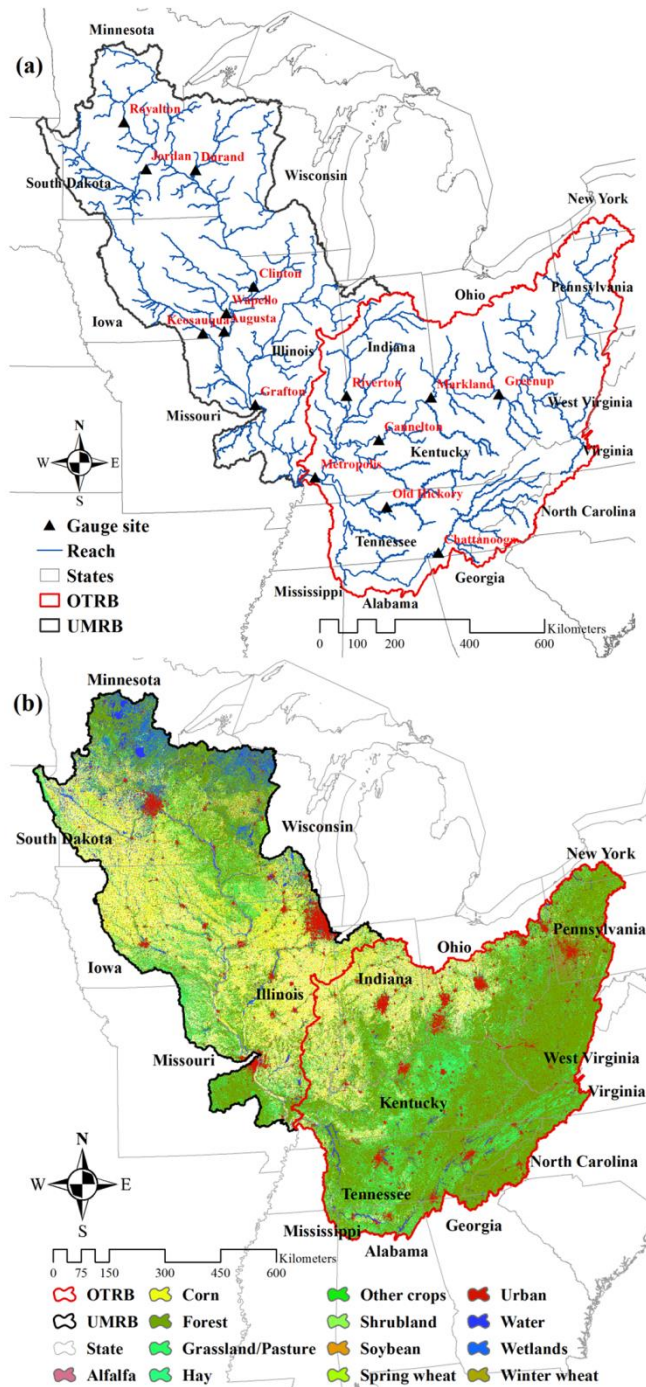 Minnesota
(a)
Royalton
Jordan Durand
South Dakota
Wisconsin
New York
Clinton
Ohio
Pennsylvania
Wapello
Iowa
Keosauqua Augusta
Illinois
Indiana
Riverton
Markland
Greenup
Grafton
West Virginia
Missouri
Cannelton
Kentucky
Virginia
N
W E
S
Metropolis
Old Hickory
North Carolina
Gauge site
Chattanooga
Tennessee
Reach
Georgia
States
Mississippi
Alabama
OTRB
Kilometers
UMRB
0 75 150 300 450 600
Minnesota
(b)
South Dakota
Wisconsin
New York
Ohio
Pennsylvania
Iowa
Indiana
Illinois
Missouri
West Virginia
Virginia
Kentucky
N
W E
S
North Carolina
Tennessee
Georgia
Mississippi
Alabama
Kilometers
0 75 150 300 450 600
OTRB Corn Other crops Urban
UMRB Forest Shrubland Water
State Grassland/Pasture Soybean Wetlands
Alfalfa Hay Spring wheat Winter wheat